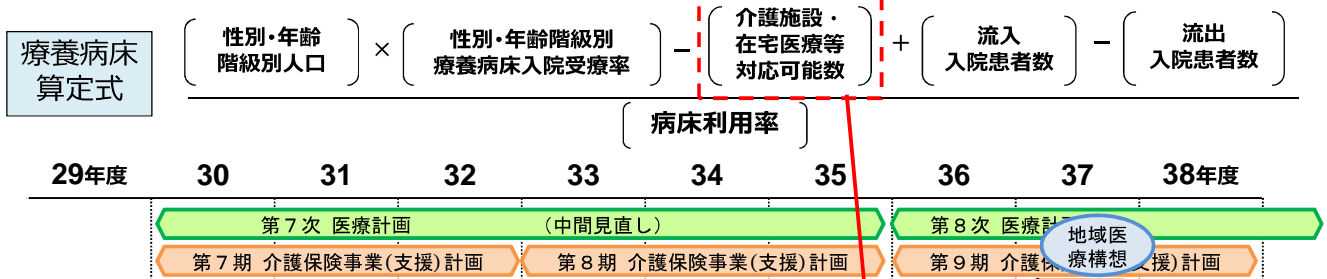 療養病床
算定式
性別・年齢
階級別人口
×
性別・年齢階級別
療養病床入院受療率
－
介護施設・
在宅医療等
対応可能数
＋
流入
入院患者数
－
流出
入院患者数
病床利用率
29年度 30 31 32 33 34 35 36 37 38年度
第７次 医療計画 （中間見直し） 第８次 医療計
地域医
療構想
第７期 介護保険事業(支援)計画 第８期 介護保険事業(支援)計画 第９期 介護保 支援)計画